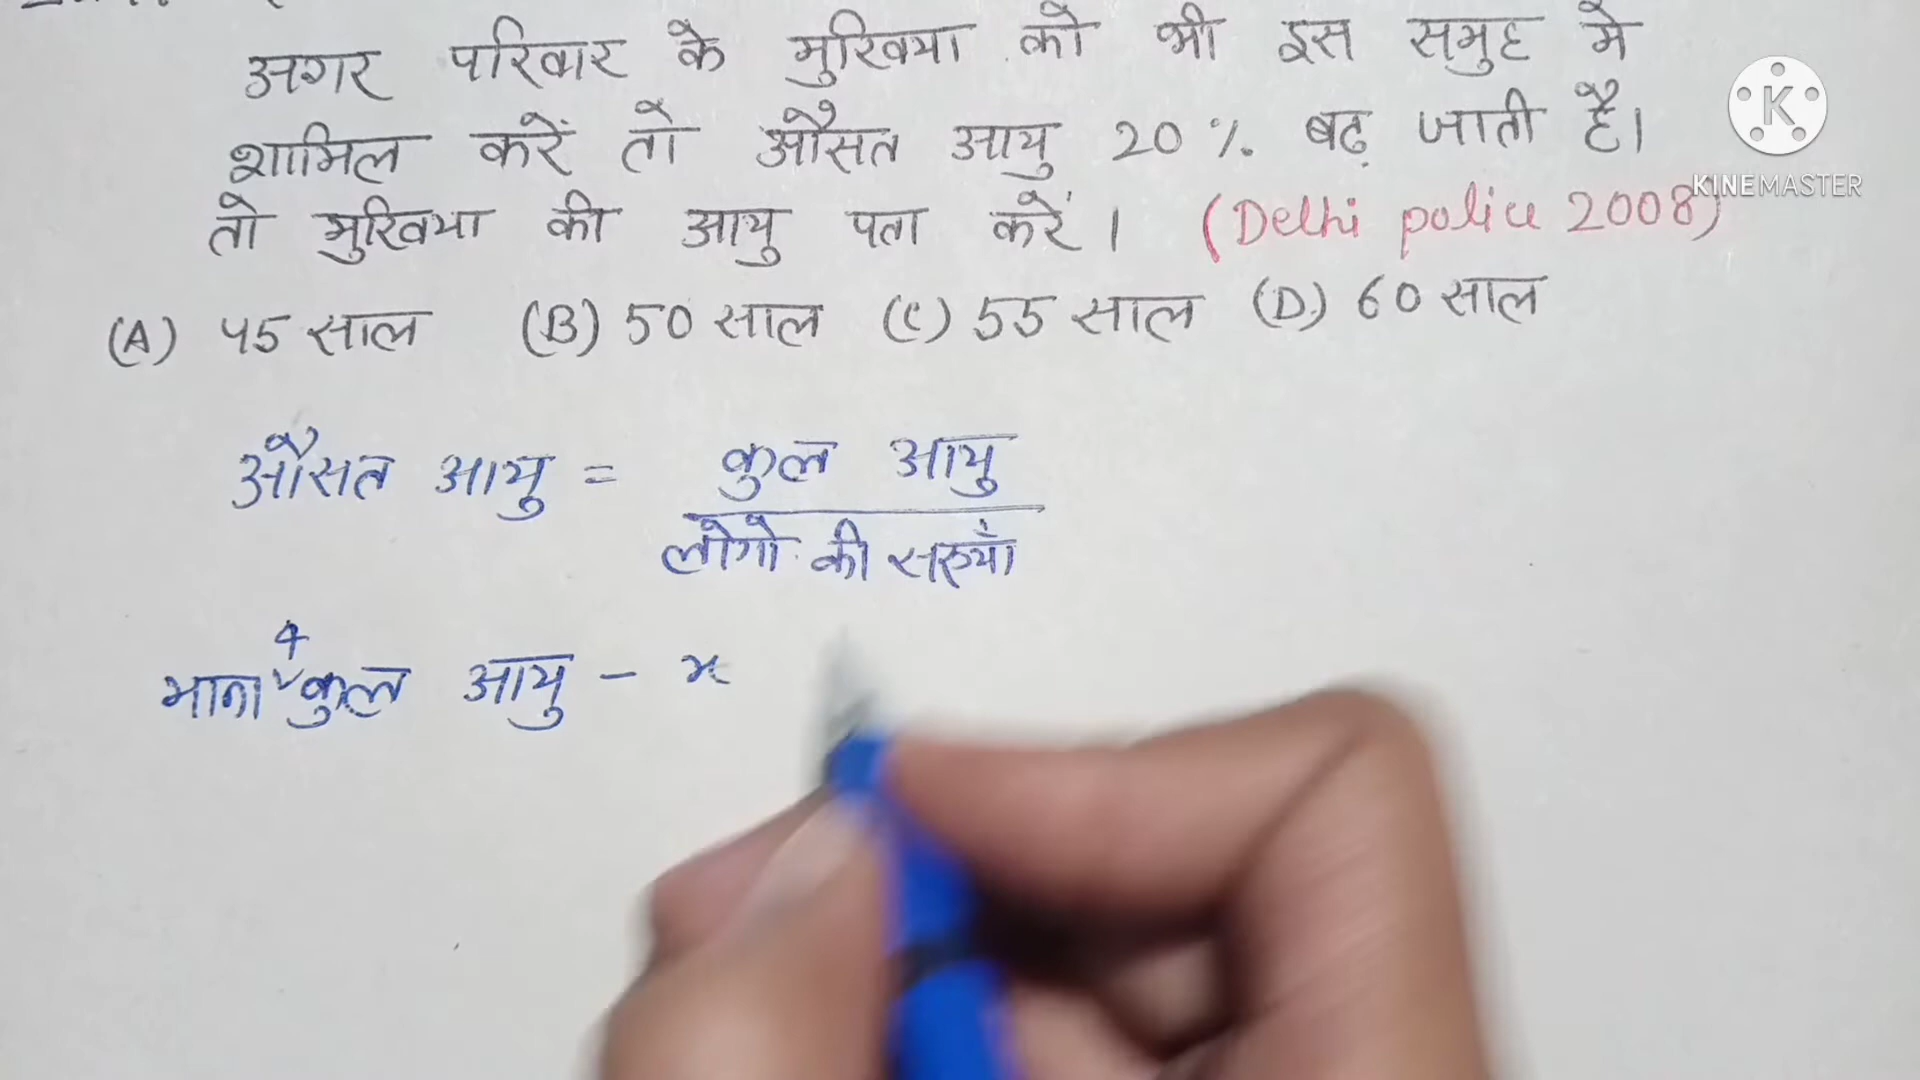 अगर परिवार के मुखिया को भी इस समुह मे
शामिल करें तो औसत आयु 20 % बढ़ जाती है।
तो मुखिया की आयु पता करें। (Delhi police 2008)
(A) 45 साल (B) 50 साल (C) 55 साल (D) 60 साल
औसत आयु = कुल आयु
लोगो की सख्याँ
4
माना कुल आयु - x
K
KINEMASTER